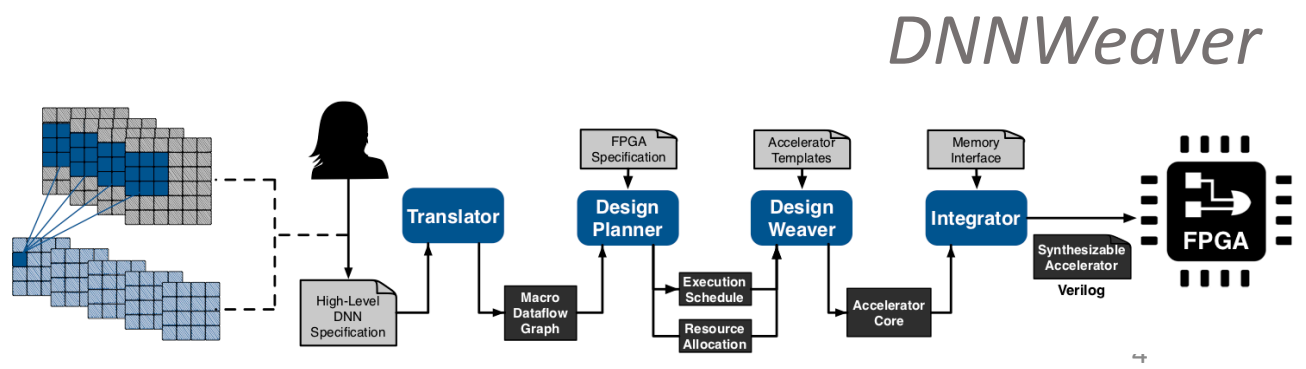 DNNWeaver
FPGA
Specification
Accelerator
Templates
Memory
Interface
Translator
Design
Planner
Design
Weaver
Integrator
FPGA
Synthesizable
Accelerator
Verilog
High-Level
DNN
Specification
Macro
Dataflow
Graph
Execution
Schedule
Resource
Allocation
Accelerator
Core
4